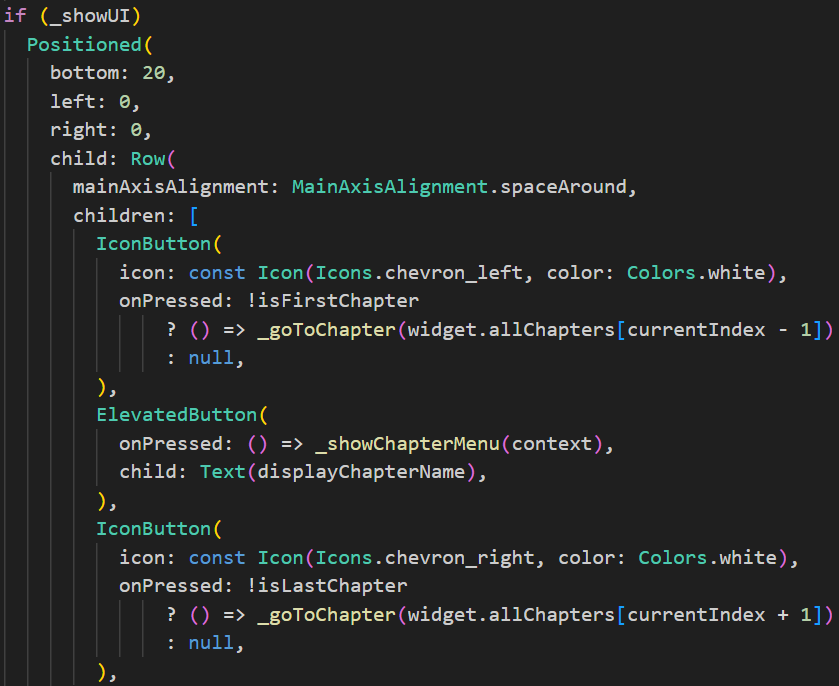 if (_showUI)
Positioned(
bottom: 20,
left: 0,
right: 0,
child: Row(
mainAxisAlignment: MainAxisAlignment.spaceAround,
children: [
IconButton(
icon: const Icon(Icons.chevron_left, color: Colors.white),
onPressed: !isFirstChapter
? () => _goToChapter(widget.allChapters[currentIndex - 1])
: null,
),
ElevatedButton(
onPressed: () => _showChapterMenu(context),
child: Text(displayChapterName),
),
IconButton(
icon: const Icon(Icons.chevron_right, color: Colors.white),
onPressed: !isLastChapter
? () => _goToChapter(widget.allChapters[currentIndex + 1])
: null,
),